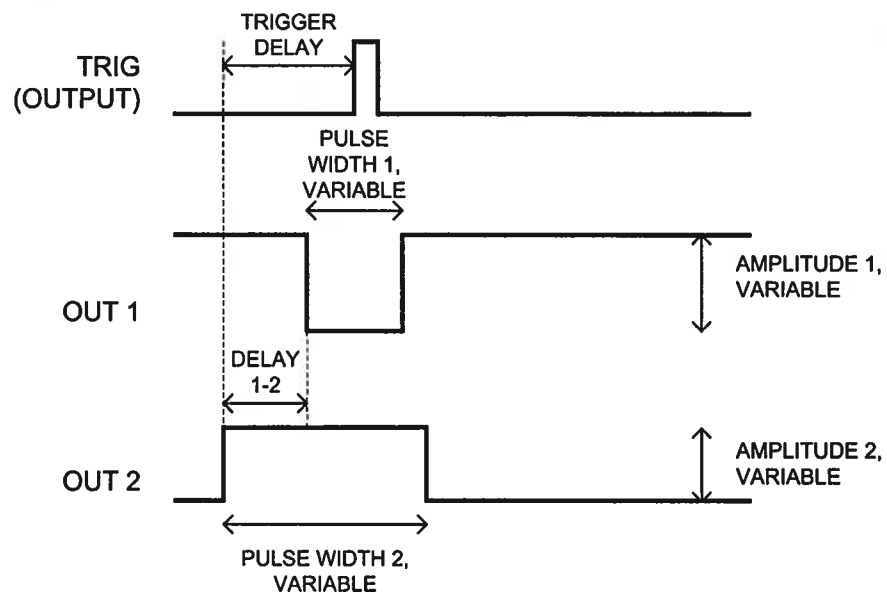 TRIGGER
DELAY
TRIG
(OUTPUT)
PULSE
WIDTH 1,
VARIABLE
AMPLITUDE 1,
VARIABLE
OUT 1
DELAY
1-2
AMPLITUDE 2,
VARIABLE
OUT 2
PULSE WIDTH 2,
VARIABLE